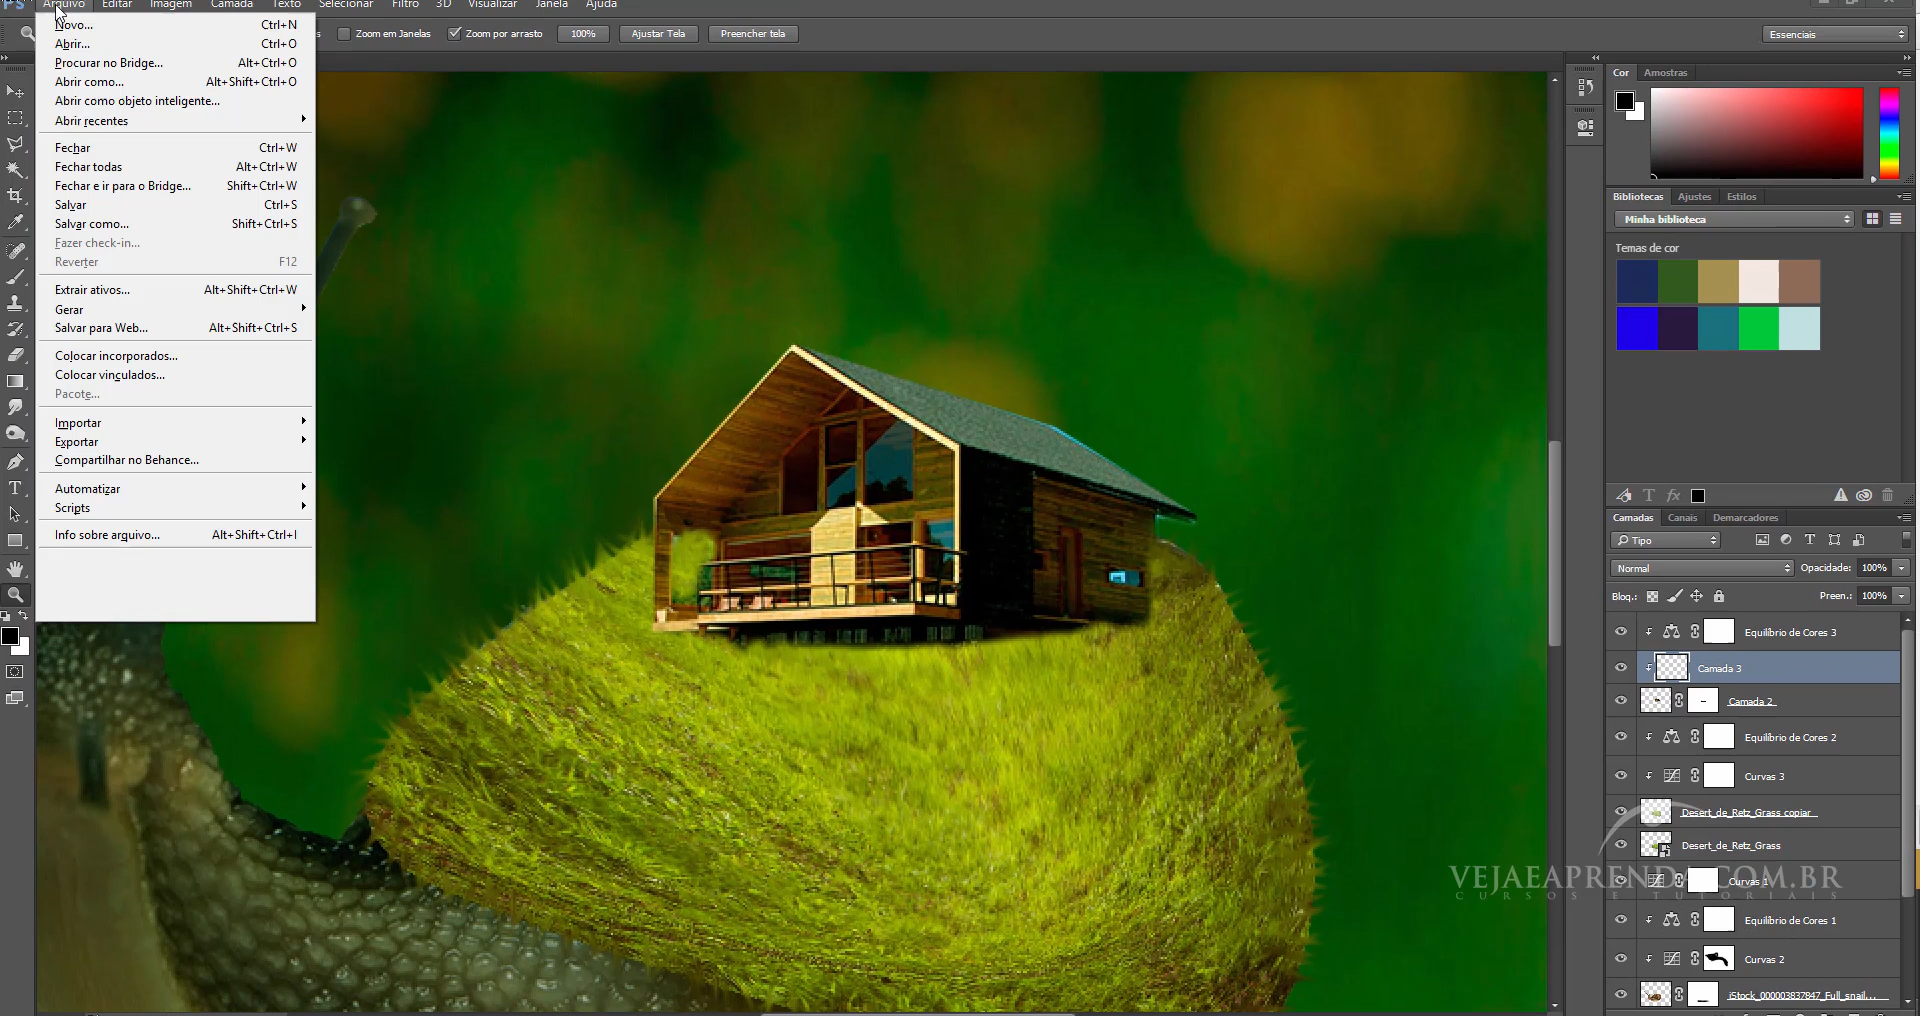 Ps Arquivo Editar Imagem Camada Texto Selecionar Filtro 3D Visualizar Janela Ajuda
Zoom em Janelas Zoom por arrasto 100% Ajustar Tela Preencher tela Essenciais
Novo... Ctrl+N
Abrir... Ctrl+O
Procurar no Bridge... Alt+Ctrl+O
Abrir como... Alt+Shift+Ctrl+O
Abrir como objeto inteligente...
Abrir recentes
Fechar Ctrl+W
Fechar todas Alt+Ctrl+W
Fechar e ir para o Bridge... Shift+Ctrl+W
Salvar Ctrl+S
Salvar como... Shift+Ctrl+S
Fazer check-in...
Reverter F12
Extrair ativos... Alt+Shift+Ctrl+W
Gerar
Salvar para Web... Alt+Shift+Ctrl+S
Colocar incorporados...
Colocar vinculados...
Pacote...
Importar
Exportar
Compartilhar no Behance...
Automatizar
Scripts
Info sobre arquivo... Alt+Shift+Ctrl+I
Cor Amostras
Bibliotecas Ajustes Estilos
Minha biblioteca
Temas de cor
Camadas Canais Demarcadores
Tipo
Normal Opacidade: 100%
Bloq.: Preen.: 100%
Equilíbrio de Cores 3
Camada 3
Camada 2
Equilíbrio de Cores 2
Curvas 3
Desert_de_Retz_Grass copiar
Desert_de_Retz_Grass
Curvas 1
Equilíbrio de Cores 1
Curvas 2
iStock_000003837847_Full_snail...
VEJAEAPRENDA.COM.BR
CURSOS E TUTORIAIS